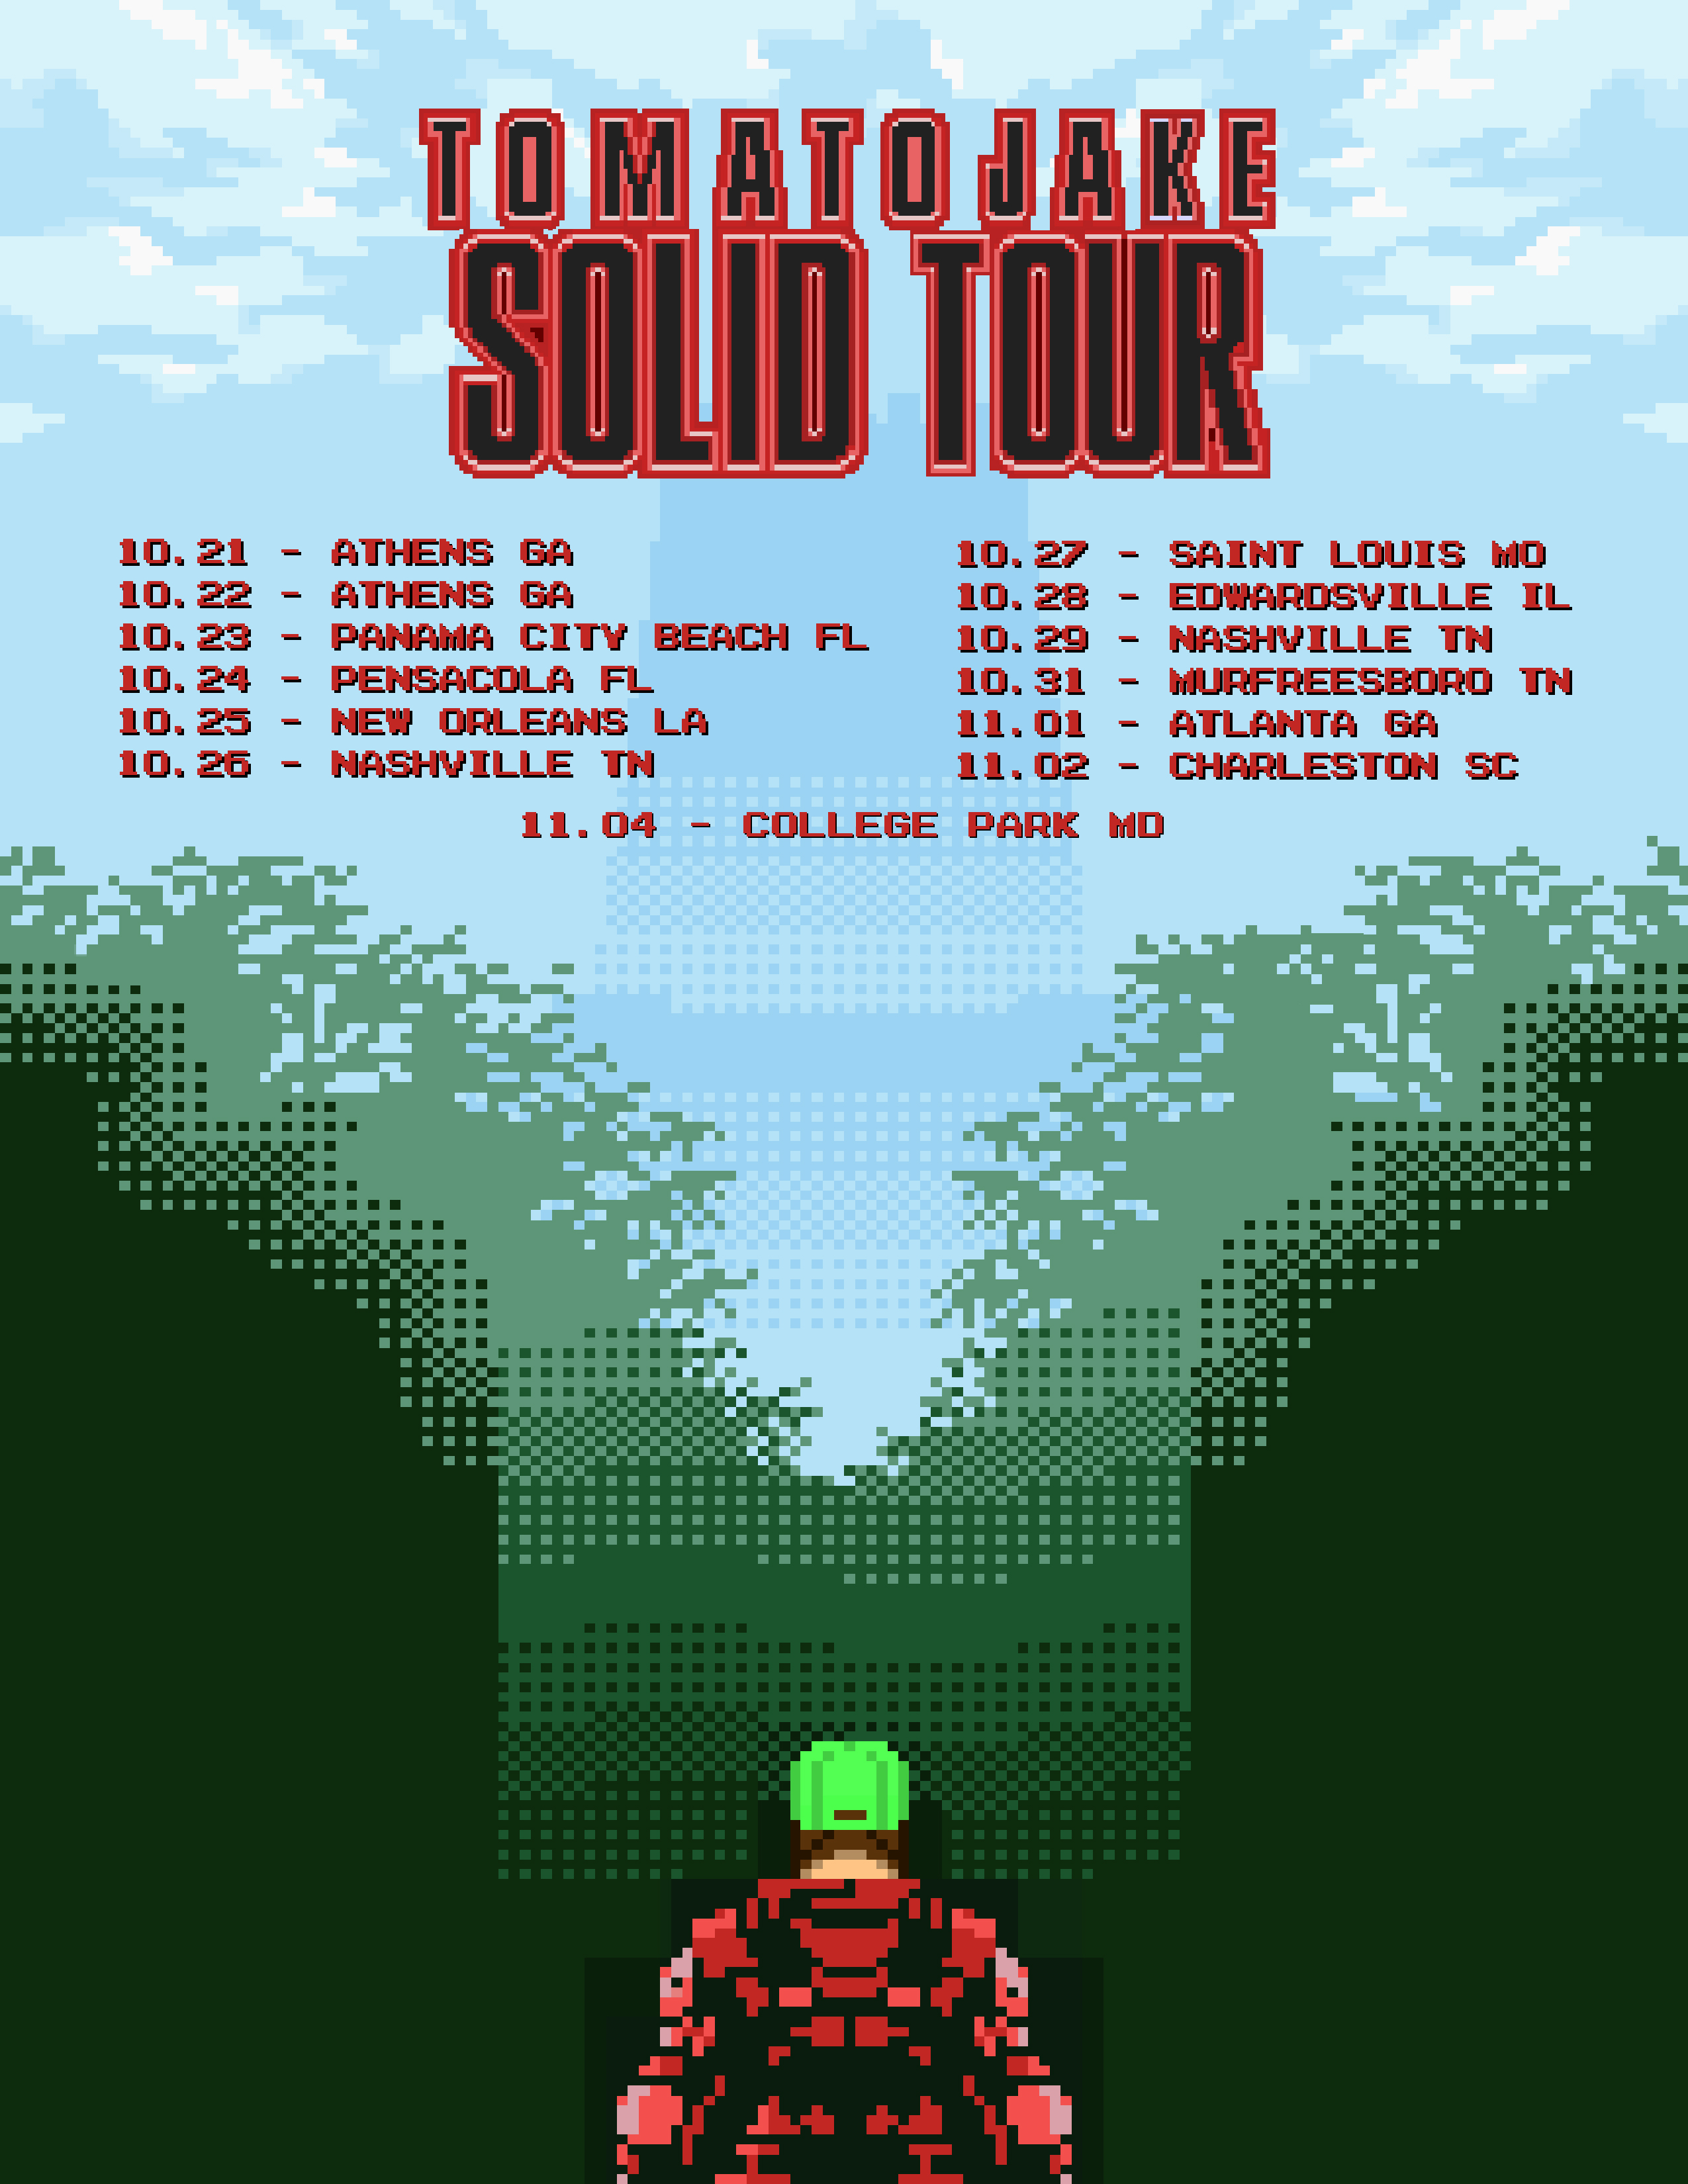 TOMATOJAKE
SOLID TOUR
10.21 - ATHENS GA
10.22 - ATHENS GA
10.23 - PANAMA CITY BEACH FL
10.24 - PENSACOLA FL
10.25 - NEW ORLEANS LA
10.26 - NASHVILLE TN
10.27 - SAINT LOUIS MO
10.28 - EDWARDSVILLE IL
10.29 - NASHVILLE TN
10.31 - MURFREESBORO TN
11.01 - ATLANTA GA
11.02 - CHARLESTON SC
11.04 - COLLEGE PARK MD